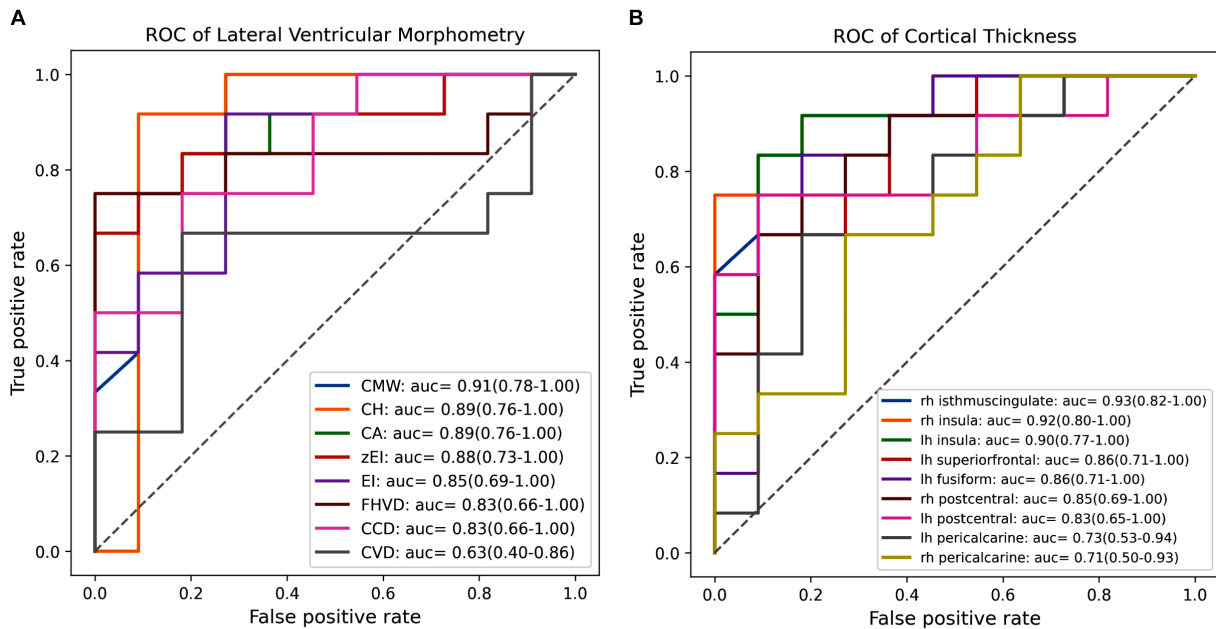 A
ROC of Lateral Ventricular Morphometry
True positive rate
1.0
0.8
0.6
0.4
0.2
0.0
CMW: auc= 0.91(0.78-1.00)
CH: auc= 0.89(0.76-1.00)
CA: auc= 0.89(0.76-1.00)
zEI: auc= 0.88(0.73-1.00)
EI: auc= 0.85(0.69-1.00)
FHVD: auc= 0.83(0.66-1.00)
CCD: auc= 0.83(0.66-1.00)
CVD: auc= 0.63(0.40-0.86)
0.0 0.2 0.4 0.6 0.8 1.0
False positive rate
B
ROC of Cortical Thickness
True positive rate
1.0
0.8
0.6
0.4
0.2
0.0
rh isthmuscingulate: auc= 0.93(0.82-1.00)
rh insula: auc= 0.92(0.80-1.00)
lh insula: auc= 0.90(0.77-1.00)
lh superiorfrontal: auc= 0.86(0.71-1.00)
lh fusiform: auc= 0.86(0.71-1.00)
rh postcentral: auc= 0.85(0.69-1.00)
lh postcentral: auc= 0.83(0.65-1.00)
lh pericalcarine: auc= 0.73(0.53-0.94)
rh pericalcarine: auc= 0.71(0.50-0.93)
0.0 0.2 0.4 0.6 0.8 1.0
False positive rate